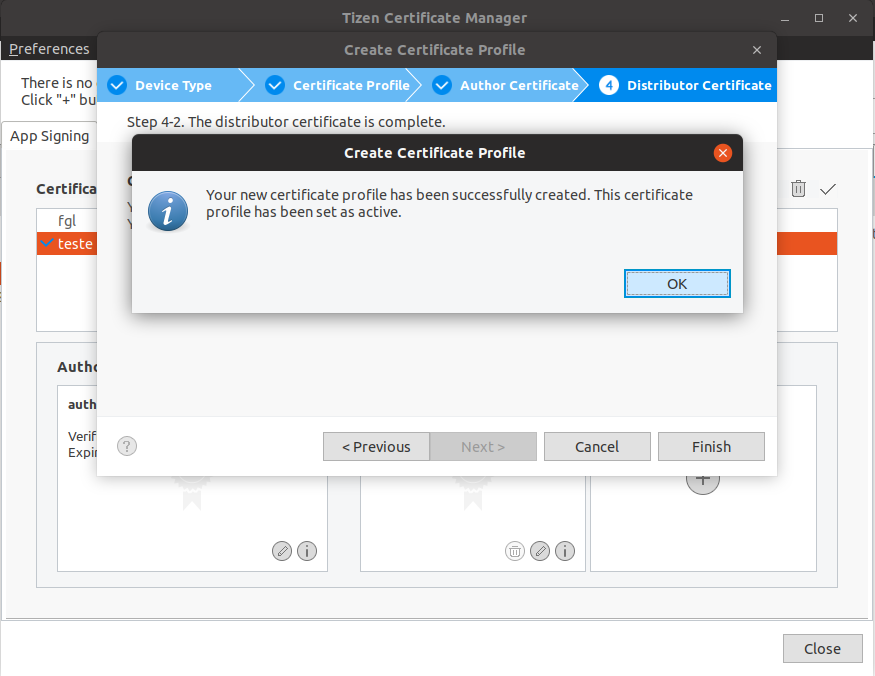 Tizen Certificate Manager
Preferences
Create Certificate Profile
There is no
Click "+" bu
Device Type
Certificate Profile
Author Certificate
4
Distributor Certificate
Step 4-2. The distributor certificate is complete.
App Signing
Create Certificate Profile
Your new certificate profile has been successfully created. This certificate
profile has been set as active.
OK
Certifica
fgl
teste
Autho
auth
Verif
Expir
?
< Previous
Next >
Cancel
Finish
Close